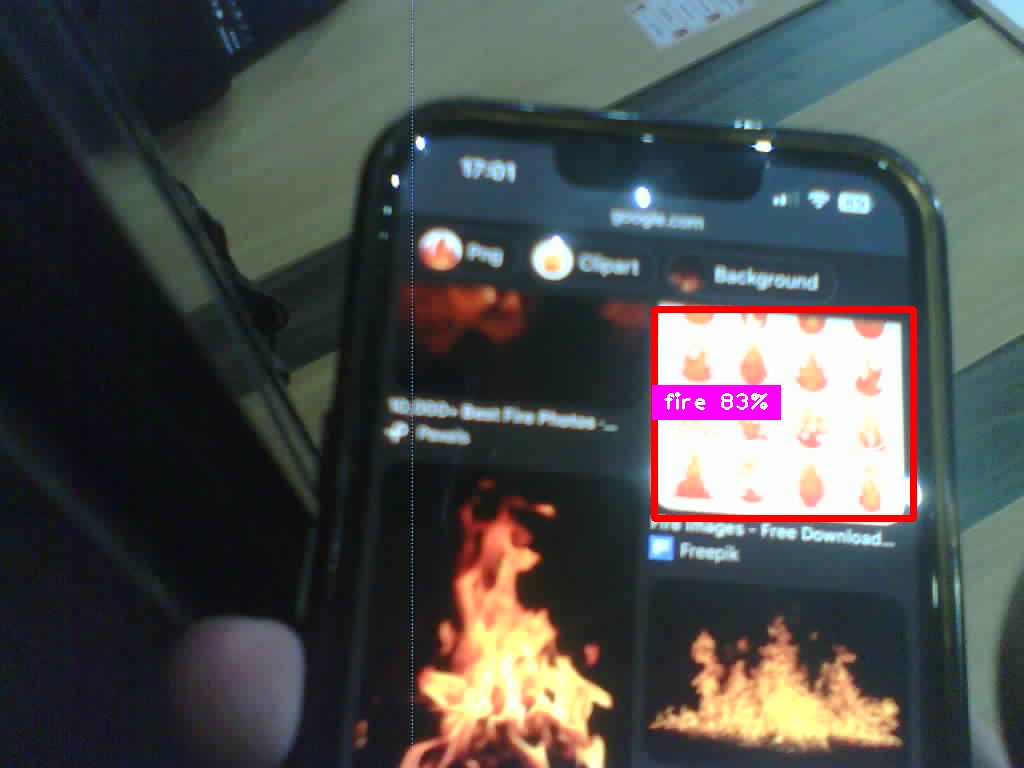 17:01
google.com
Png
Clipart
Background
fire 83%
10,000+ Best Fire Photos ·...
Pexels
Fire Images - Free Download...
Freepik